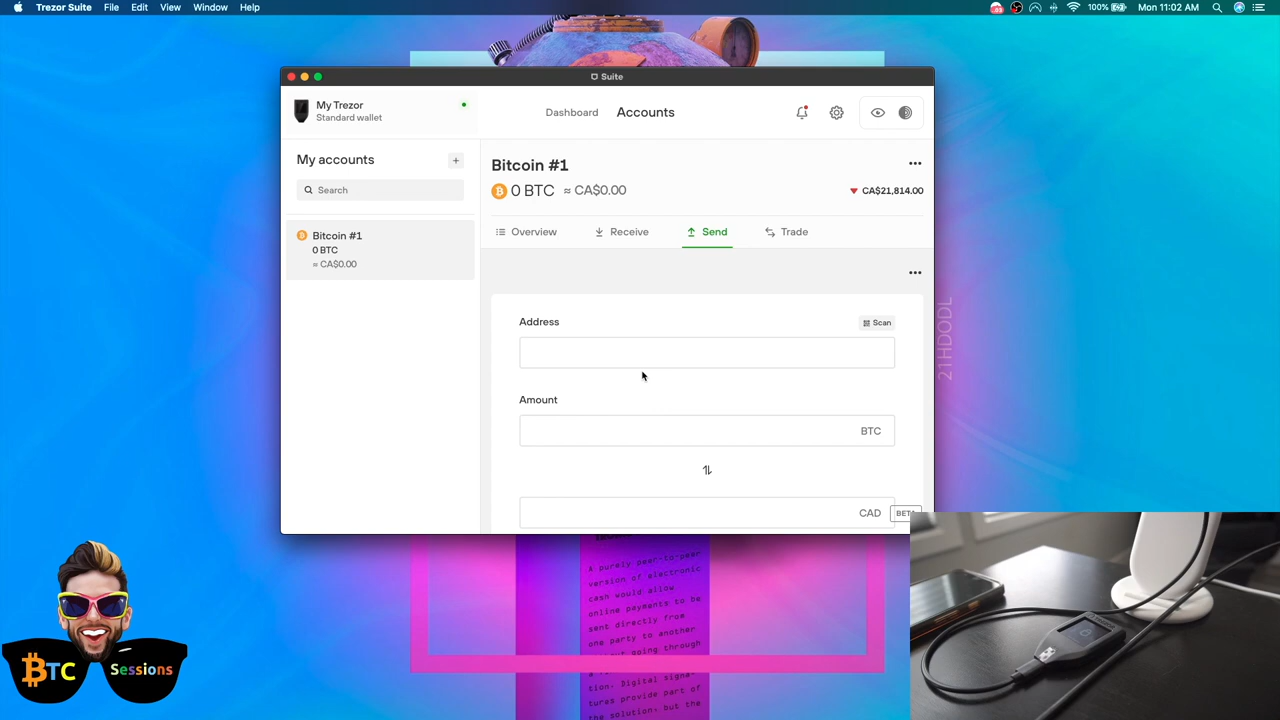 Trezor Suite File Edit View Window Help
100% Mon 11:02 AM
Suite
My Trezor
Standard wallet
Dashboard Accounts
My accounts
+
Search
Bitcoin #1
0 BTC
≈ CA$0.00
Bitcoin #1
0 BTC ≈ CA$0.00
CA$21,814.00
Overview Receive Send Trade
Address
Scan
Amount
BTC
CAD
BETA
21HDODL
A purely peer-to-peer
version of electronic
cash would allow
online payments to be
sent directly from
one party to another
going through
tion. Digital signa-
tures provide part of
the solution, but the
BTC Sessions
TREZOR